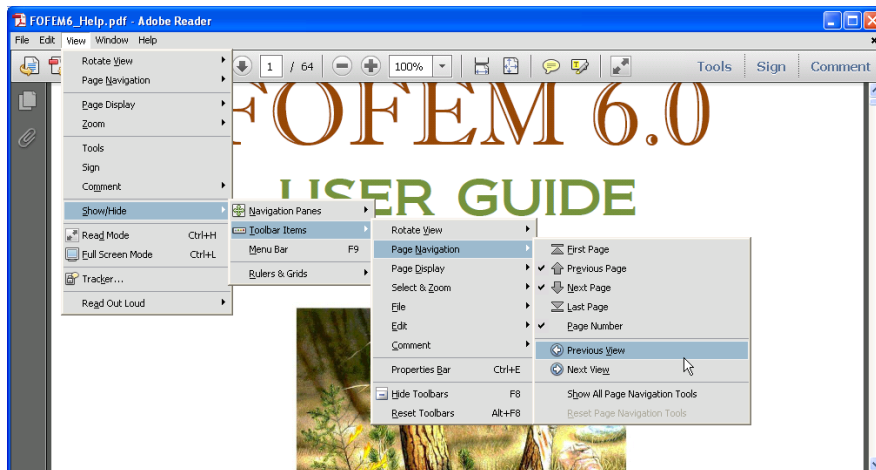 FOFEM6_Help.pdf - Adobe Reader
File Edit View Window Help
1 / 64 100% Tools Sign Comment
Rotate View
Page Navigation
Page Display
Zoom
Tools
Sign
Comment
Show/Hide
Read Mode Ctrl+H
Full Screen Mode Ctrl+L
Tracker...
Read Out Loud
Navigation Panes
Toolbar Items
Menu Bar F9
Rulers & Grids
Rotate View
Page Navigation
Page Display
Select & Zoom
File
Edit
Comment
Properties Bar Ctrl+E
Hide Toolbars F8
Reset Toolbars Alt+F8
First Page
Previous Page
Next Page
Last Page
Page Number
Previous View
Next View
Show All Page Navigation Tools
Reset Page Navigation Tools
FOFEM 6.0
USER GUIDE